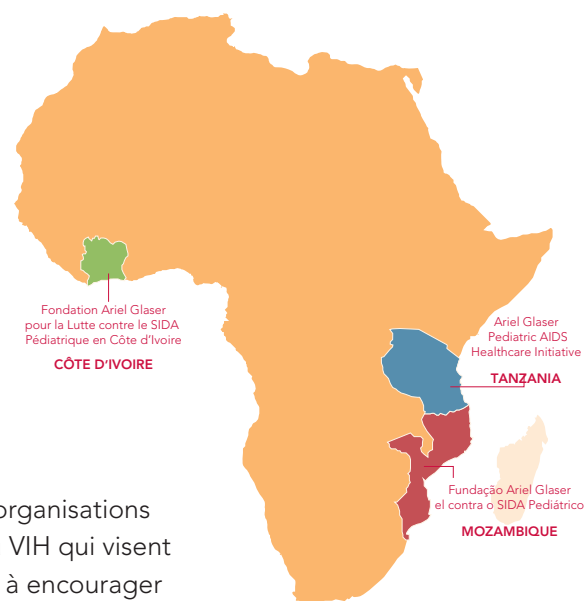 Fondation Ariel Glaser
pour la Lutte contre le SIDA
Pédiatrique en Côte d'Ivoire
CÔTE D'IVOIRE
Ariel Glaser
Pediatric AIDS
Healthcare Initiative
TANZANIA
Fundação Ariel Glaser
el contra o SIDA Pediátrico
MOZAMBIQUE
organisations
VIH qui visent
à encourager